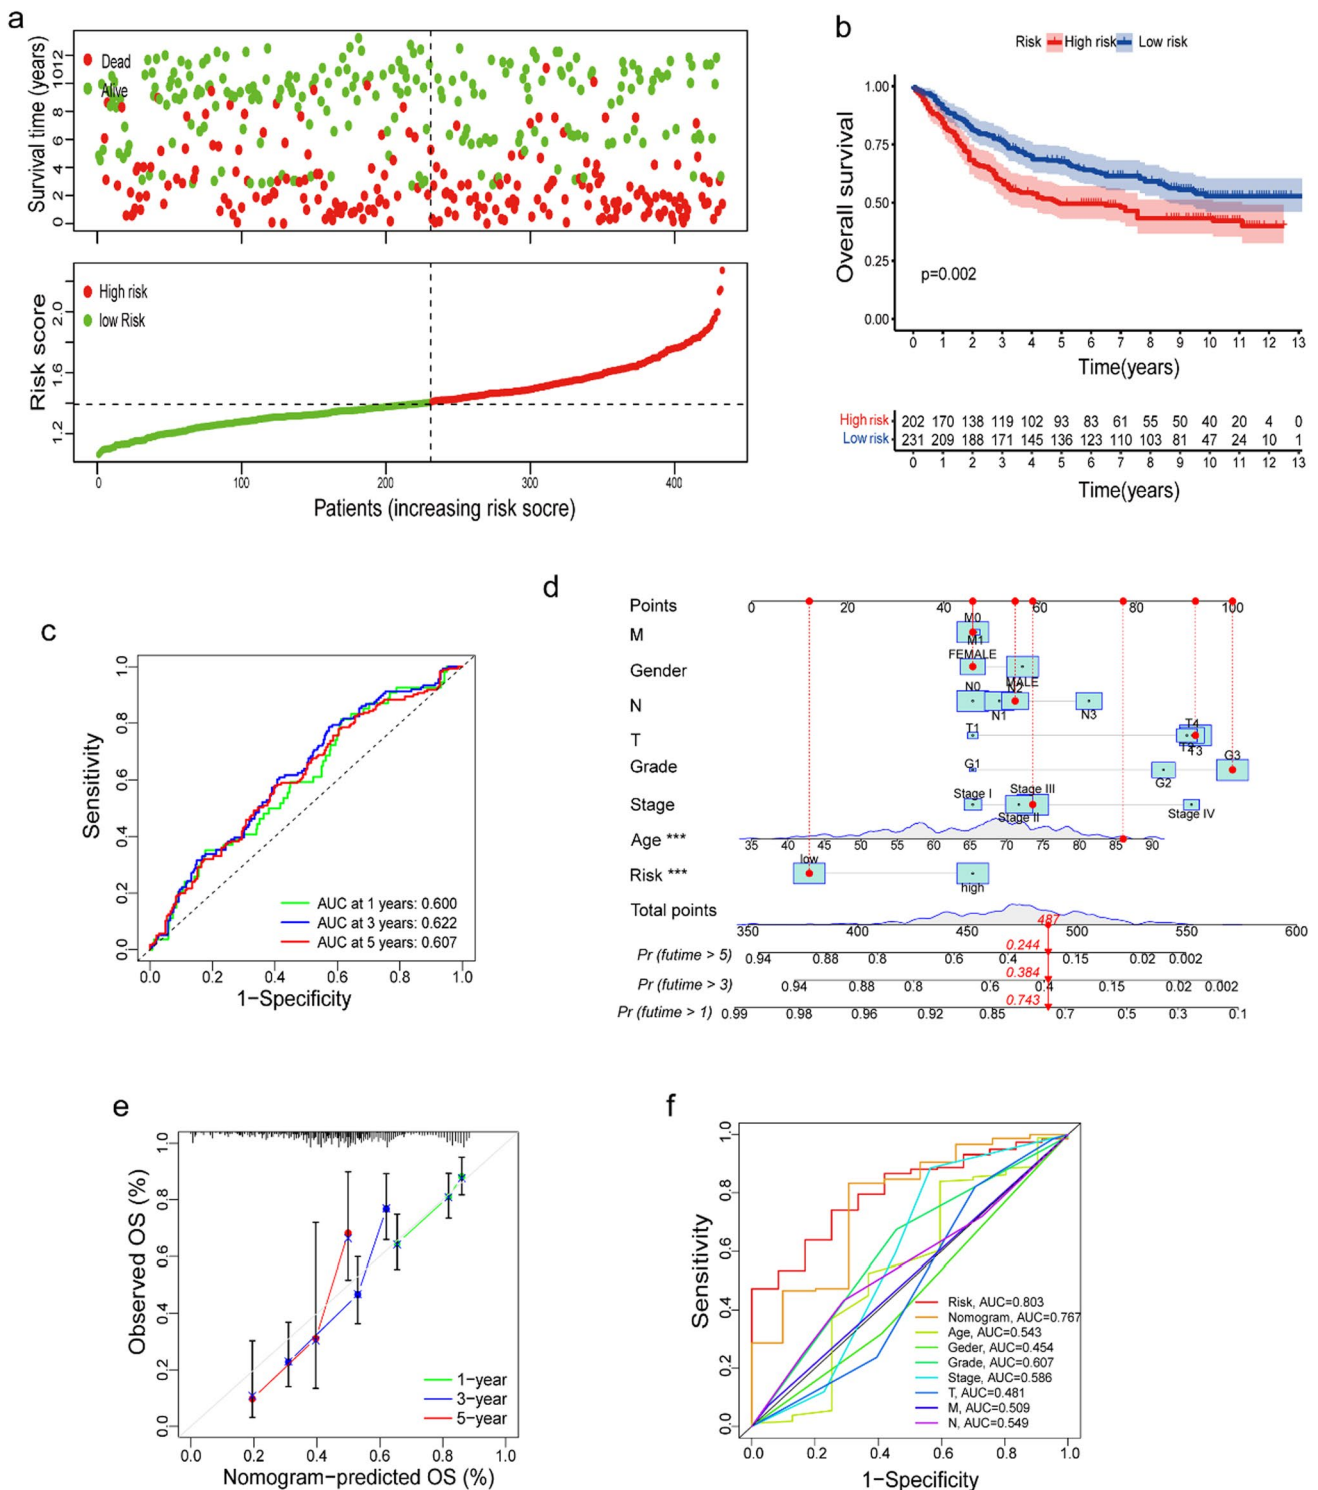 a
Survival time (years)
0 2 4 6 8 10 12
Dead
Alive
Risk score
1.2 1.6 2.0
High risk
low Risk
0 100 200 300 400
Patients (increasing risk socre)
b
Risk High risk Low risk
Overall survival
1.00
0.75
0.50
0.25
0.00
p=0.002
0 1 2 3 4 5 6 7 8 9 10 11 12 13
Time(years)
High risk 202 170 138 119 102 93 83 61 55 50 40 20 4 0
Low risk 231 209 188 171 145 136 123 110 103 81 47 24 10 1
0 1 2 3 4 5 6 7 8 9 10 11 12 13
Time(years)
c
Sensitivity
0.0 0.2 0.4 0.6 0.8 1.0
AUC at 1 years: 0.600
AUC at 3 years: 0.622
AUC at 5 years: 0.607
0.0 0.2 0.4 0.6 0.8 1.0
1−Specificity
d
Points 0 20 40 60 80 100
M M0 M1
Gender FEMALE MALE
N N0 N1 N2 N3
T T1 T2 T3 T4
Grade G1 G2 G3
Stage Stage I Stage II Stage III Stage IV
Age *** 35 40 45 50 55 60 65 70 75 80 85 90
Risk *** low high
Total points 487
350 400 450 500 550 600
0.244
Pr (futime > 5) 0.94 0.88 0.8 0.6 0.4 0.15 0.02 0.002
0.384
Pr (futime > 3) 0.94 0.88 0.8 0.6 0.4 0.15 0.02 0.002
0.743
Pr (futime > 1) 0.99 0.98 0.96 0.92 0.85 0.7 0.5 0.3 0.1
e
Observed OS (%)
0.0 0.2 0.4 0.6 0.8 1.0
1-year
3-year
5-year
0.0 0.2 0.4 0.6 0.8 1.0
Nomogram−predicted OS (%)
f
Sensitivity
0.0 0.2 0.4 0.6 0.8 1.0
Risk, AUC=0.803
Nomogram, AUC=0.767
Age, AUC=0.543
Geder, AUC=0.454
Grade, AUC=0.607
Stage, AUC=0.586
T, AUC=0.481
M, AUC=0.509
N, AUC=0.549
0.0 0.2 0.4 0.6 0.8 1.0
1−Specificity